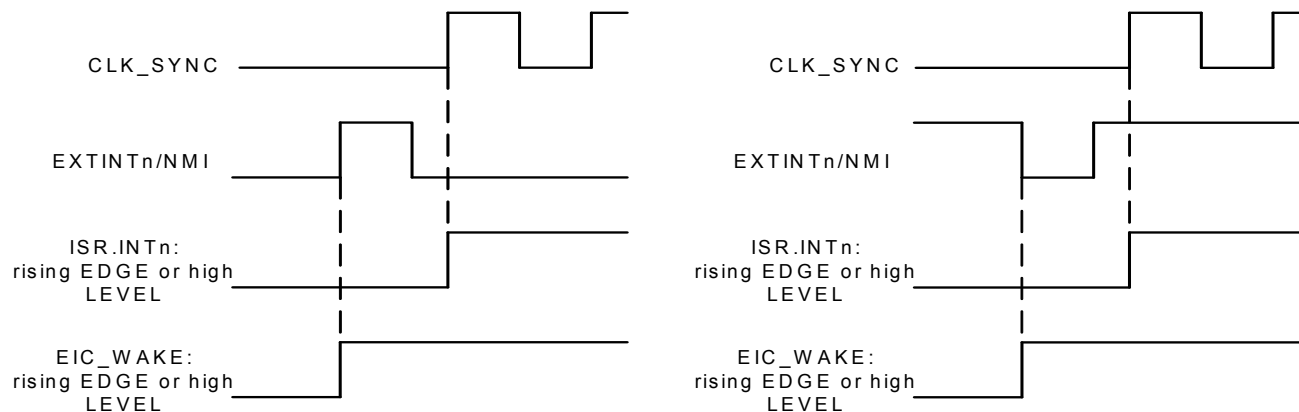 CLK_SYNC
EXTINTn/NMI
ISR.INTn:
rising EDGE or high
LEVEL
EIC_WAKE:
rising EDGE or high
LEVEL
CLK_SYNC
EXTINTn/NMI
ISR.INTn:
rising EDGE or high
LEVEL
EIC_WAKE:
rising EDGE or high
LEVEL